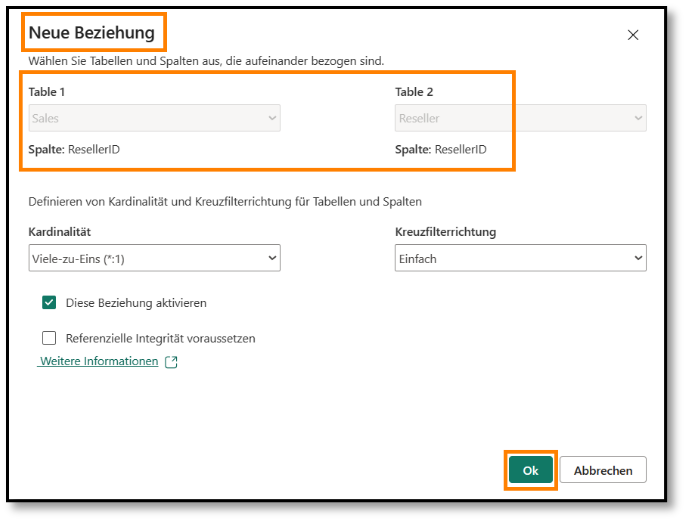 Neue Beziehung
Wählen Sie Tabellen und Spalten aus, die aufeinander bezogen sind.
Table 1 Table 2
Sales Reseller
Spalte: ResellerID Spalte: ResellerID
Definieren von Kardinalität und Kreuzfilterrichtung für Tabellen und Spalten
Kardinalität Kreuzfilterrichtung
Viele-zu-Eins (*:1) Einfach
Diese Beziehung aktivieren
Referenzielle Integrität voraussetzen
Weitere Informationen
Ok Abbrechen